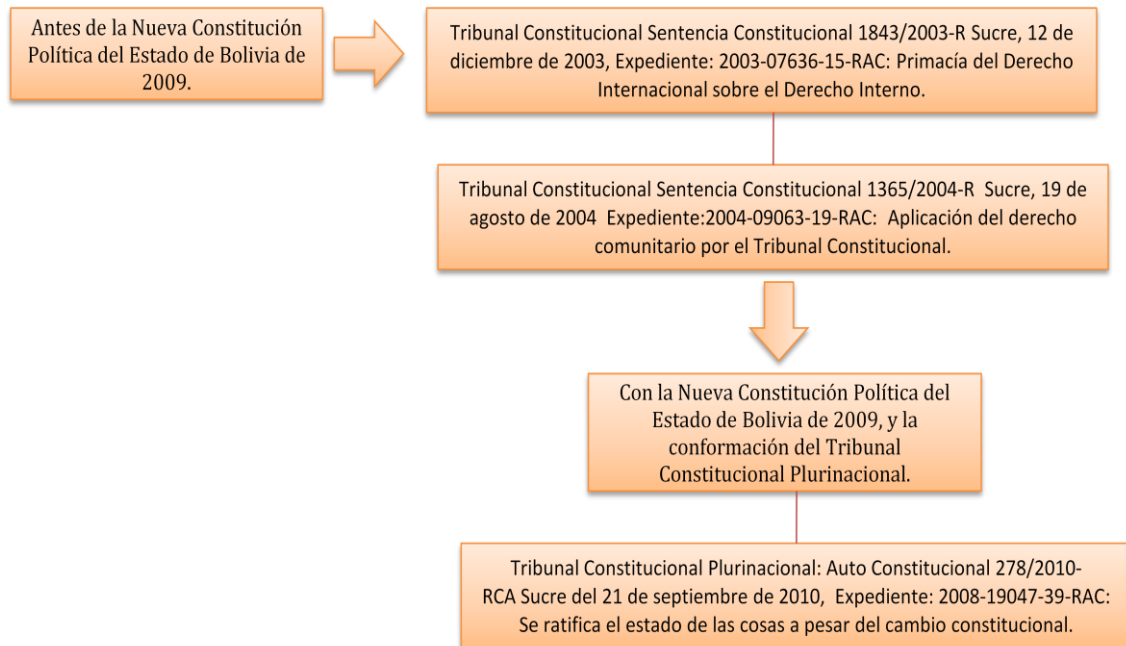 Antes de la Nueva Constitución
Política del Estado de Bolivia de
2009.
Tribunal Constitucional Sentencia Constitucional 1843/2003-R Sucre, 12 de
diciembre de 2003, Expediente: 2003-07636-15-RAC: Primacía del Derecho
Internacional sobre el Derecho Interno.
Tribunal Constitucional Sentencia Constitucional 1365/2004-R Sucre, 19 de
agosto de 2004 Expediente:2004-09063-19-RAC: Aplicación del derecho
comunitario por el Tribunal Constitucional.
Con la Nueva Constitución Política del
Estado de Bolivia de 2009, y la
conformación del Tribunal
Constitucional Plurinacional.
Tribunal Constitucional Plurinacional: Auto Constitucional 278/2010-
RCA Sucre del 21 de septiembre de 2010, Expediente: 2008-19047-39-RAC:
Se ratifica el estado de las cosas a pesar del cambio constitucional.